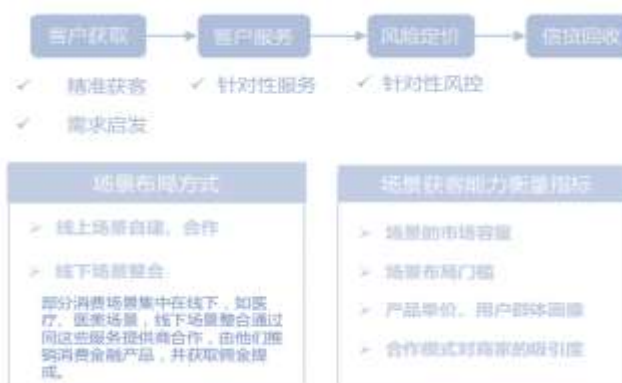 客户获取
客户服务
风险定价
信贷回收
✓ 精准获客
✓ 针对性服务
✓ 针对性风控
✓ 需求启发
场景布局方式
➢ 线上场景自建、合作
➢ 线下场景整合
部分消费场景集中在线下，如医
疗、医美场景，线下场景整合通过
同这些服务提供商合作，由他们推
销消费金融产品，并获取佣金提
成。
场景获客能力衡量指标
➢ 场景的市场容量
➢ 场景布局门槛
➢ 产品单价、用户群体画像
➢ 合作模式对商家的吸引度